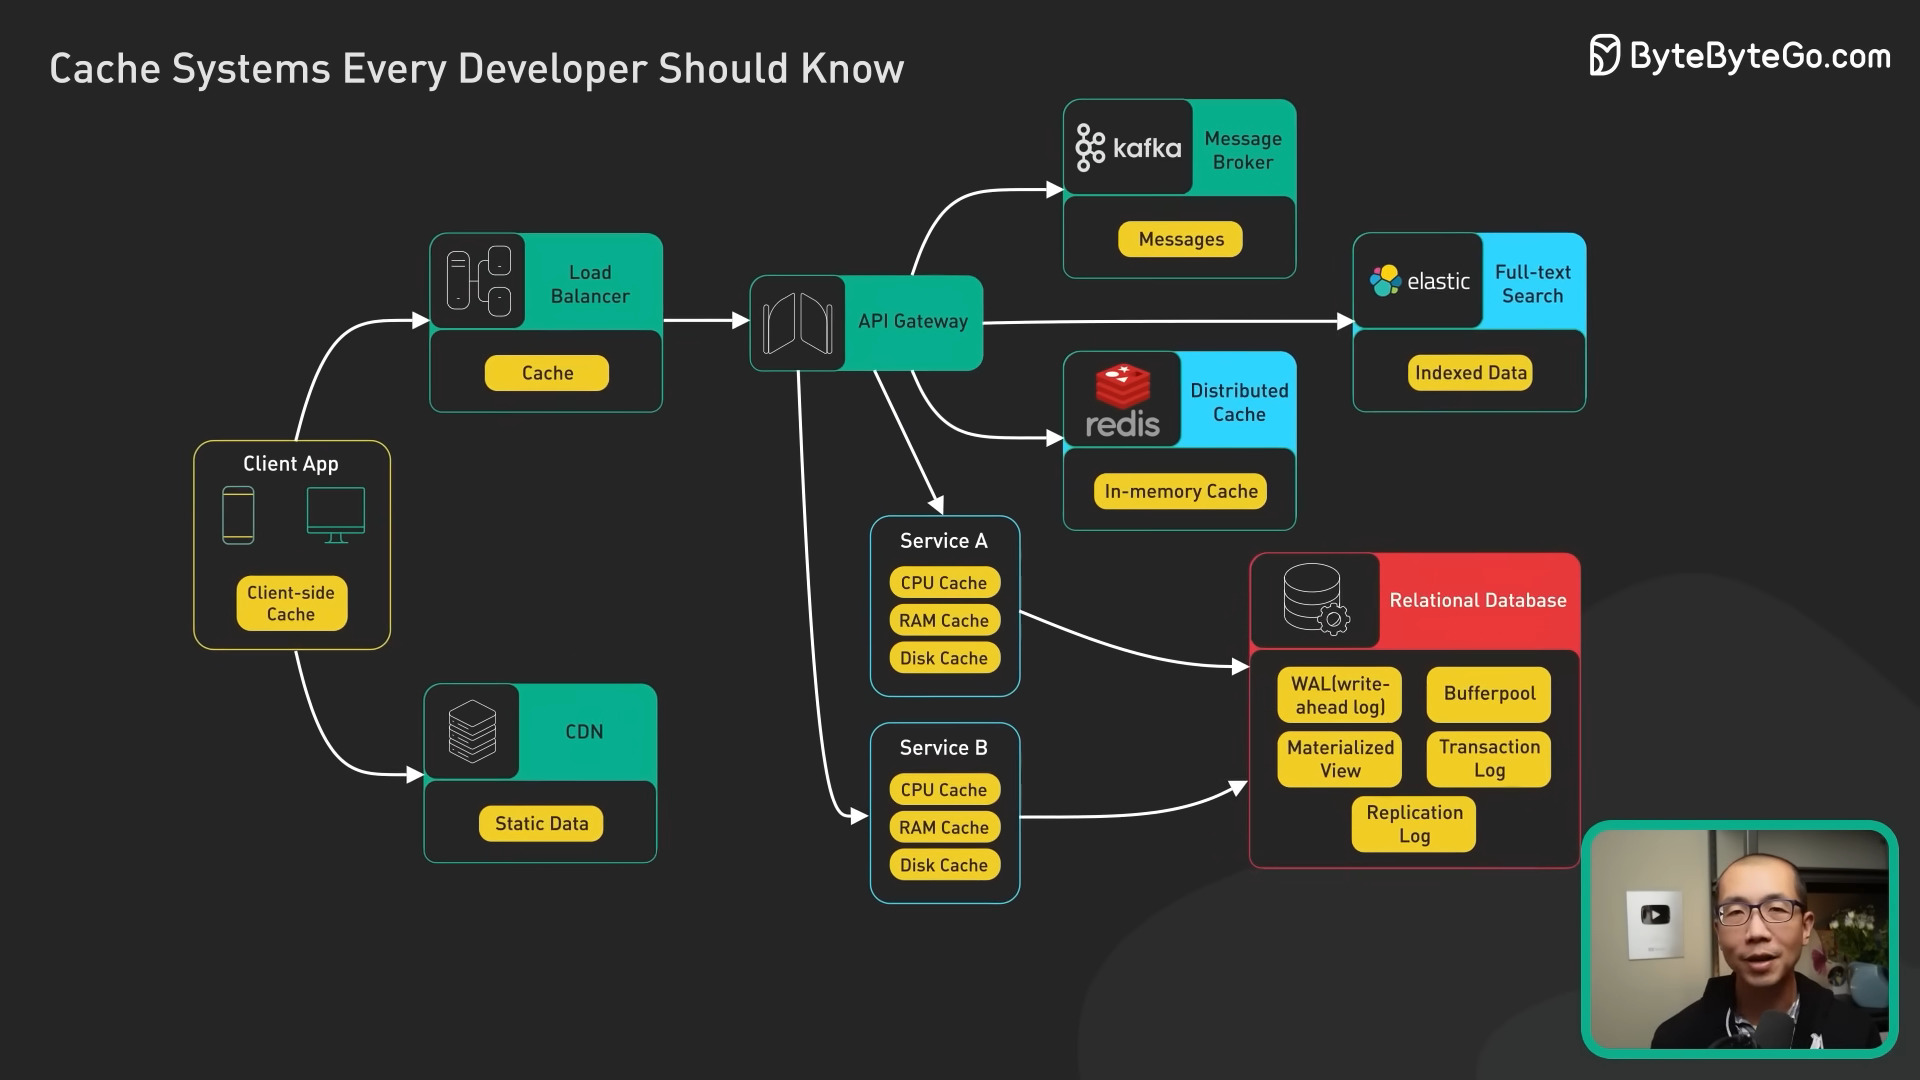 Cache Systems Every Developer Should Know
ByteByteGo.com
kafka
Message
Broker
Messages
Load
Balancer
Cache
API Gateway
elastic
Full-text
Search
Indexed Data
redis
Distributed
Cache
In-memory Cache
Client App
Client-side
Cache
CDN
Static Data
Service A
CPU Cache
RAM Cache
Disk Cache
Service B
CPU Cache
RAM Cache
Disk Cache
Relational Database
WAL(write-
ahead log)
Bufferpool
Materialized
View
Transaction
Log
Replication
Log